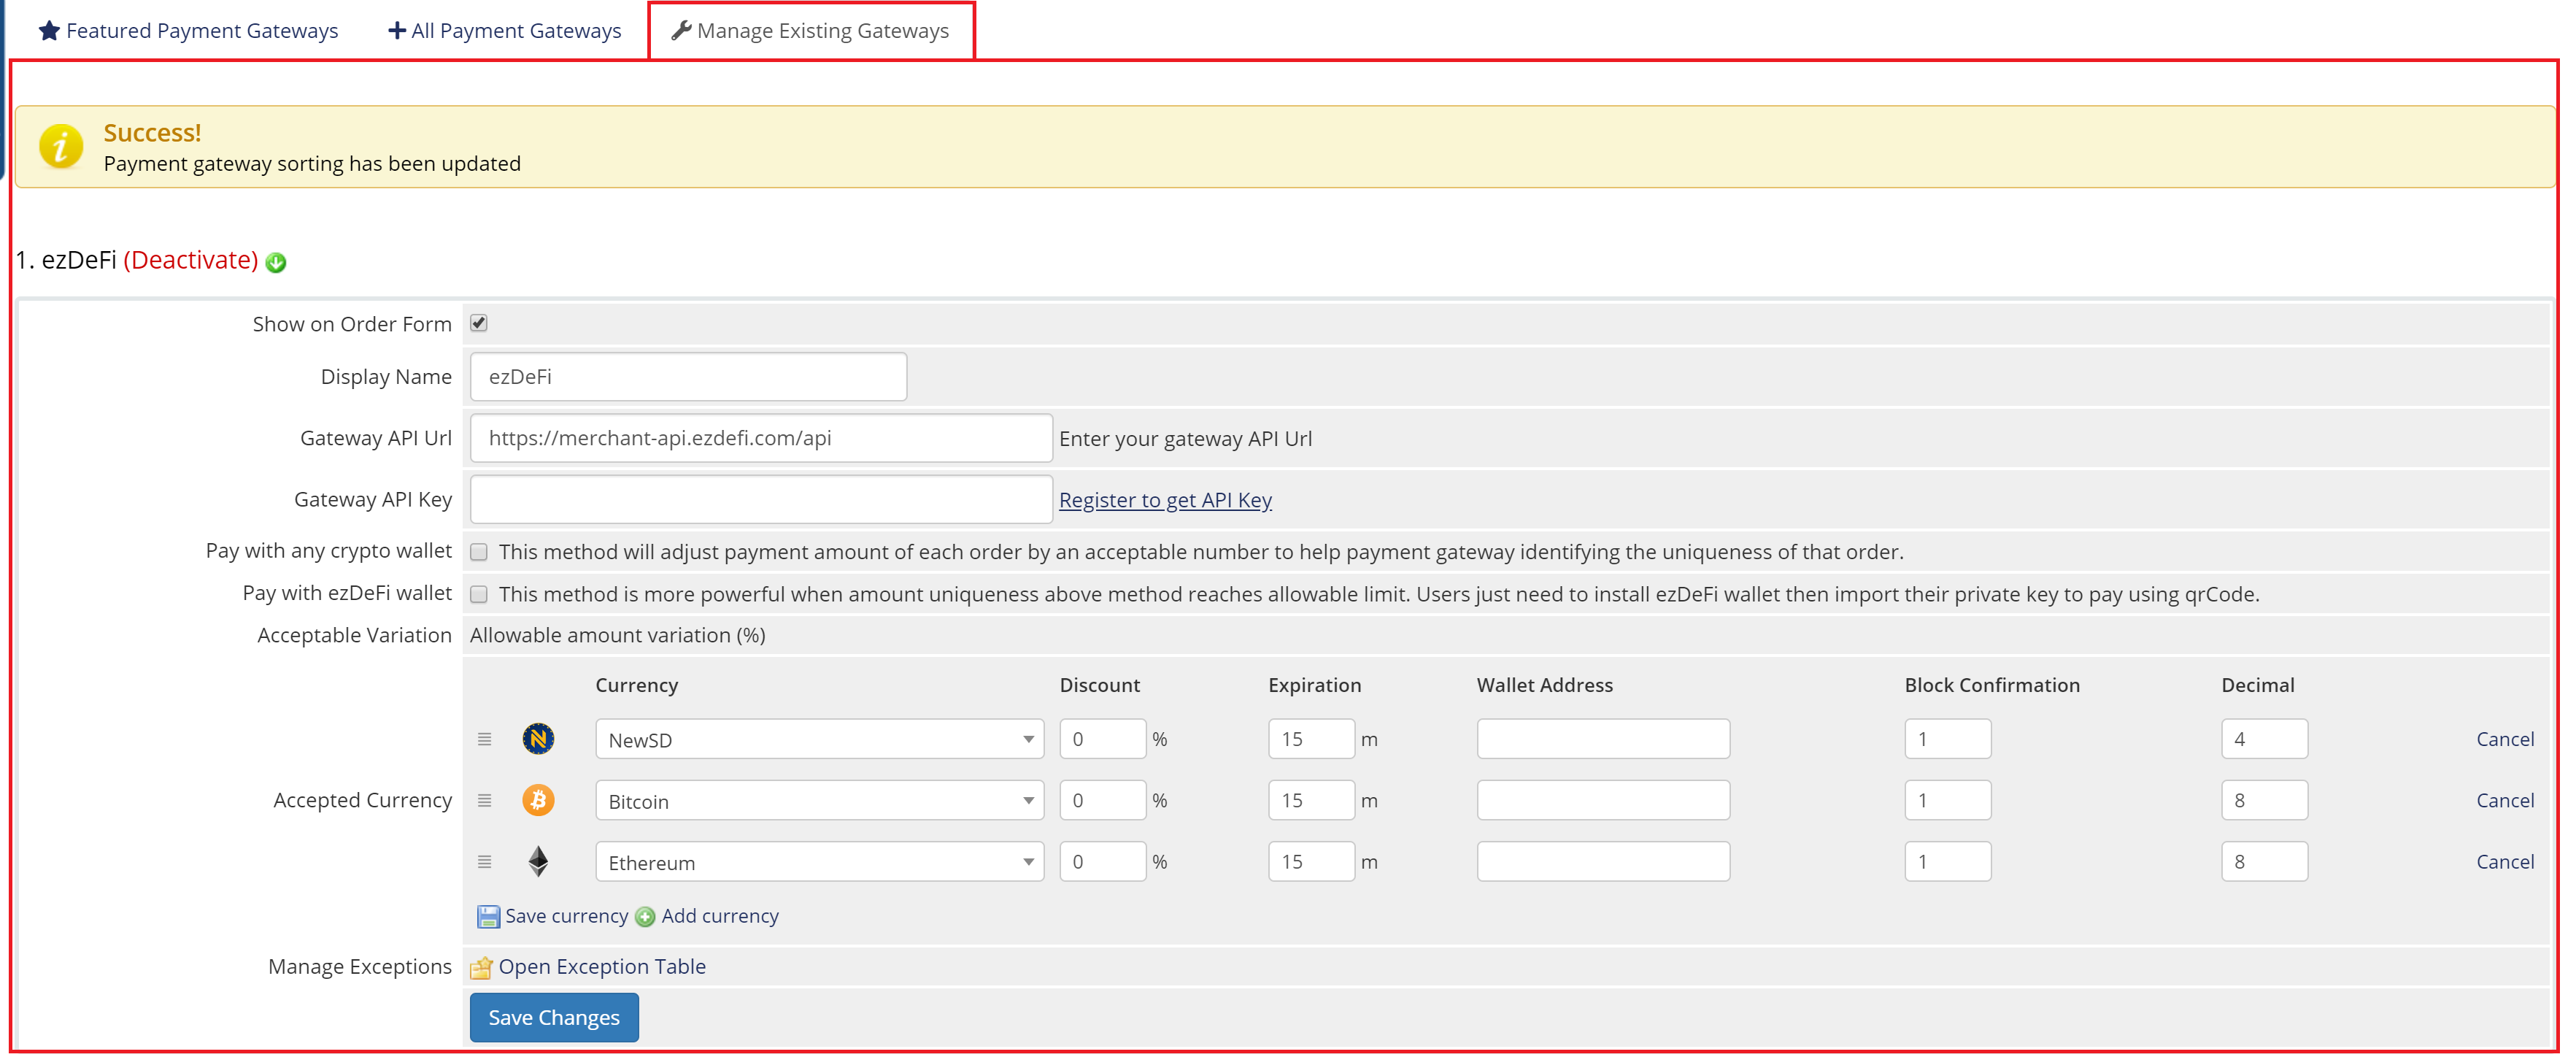 Featured Payment Gateways All Payment Gateways Manage Existing Gateways
Success!
Payment gateway sorting has been updated
1. ezDeFi (Deactivate)
Show on Order Form
Display Name ezDeFi
Gateway API Url https://merchant-api.ezdefi.com/api Enter your gateway API Url
Gateway API Key Register to get API Key
Pay with any crypto wallet This method will adjust payment amount of each order by an acceptable number to help payment gateway identifying the uniqueness of that order.
Pay with ezDeFi wallet This method is more powerful when amount uniqueness above method reaches allowable limit. Users just need to install ezDeFi wallet then import their private key to pay using qrCode.
Acceptable Variation Allowable amount variation (%)
Currency Discount Expiration Wallet Address Block Confirmation Decimal
NewSD 0 % 15 m 1 4 Cancel
Accepted Currency Bitcoin 0 % 15 m 1 8 Cancel
Ethereum 0 % 15 m 1 8 Cancel
Save currency Add currency
Manage Exceptions Open Exception Table
Save Changes